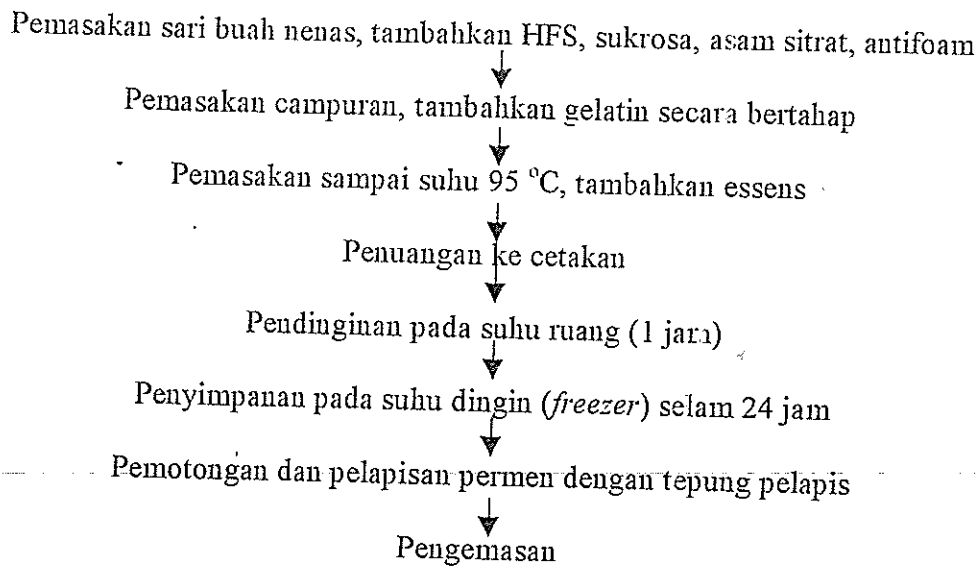 Pemasakan sari buah nenas, tambahkan HFS, sukrosa, asam sitrat, antifoam
Pemasakan campuran, tambahkan gelatin secara bertahap
Pemasakan sampai suhu 95 °C, tambahkan essens
Penuangan ke cetakan
Pendinginan pada suhu ruang (1 jam)
Penyimpanan pada suhu dingin (freezer) selam 24 jam
Pemotongan dan pelapisan permen dengan tepung pelapis
Pengemasan